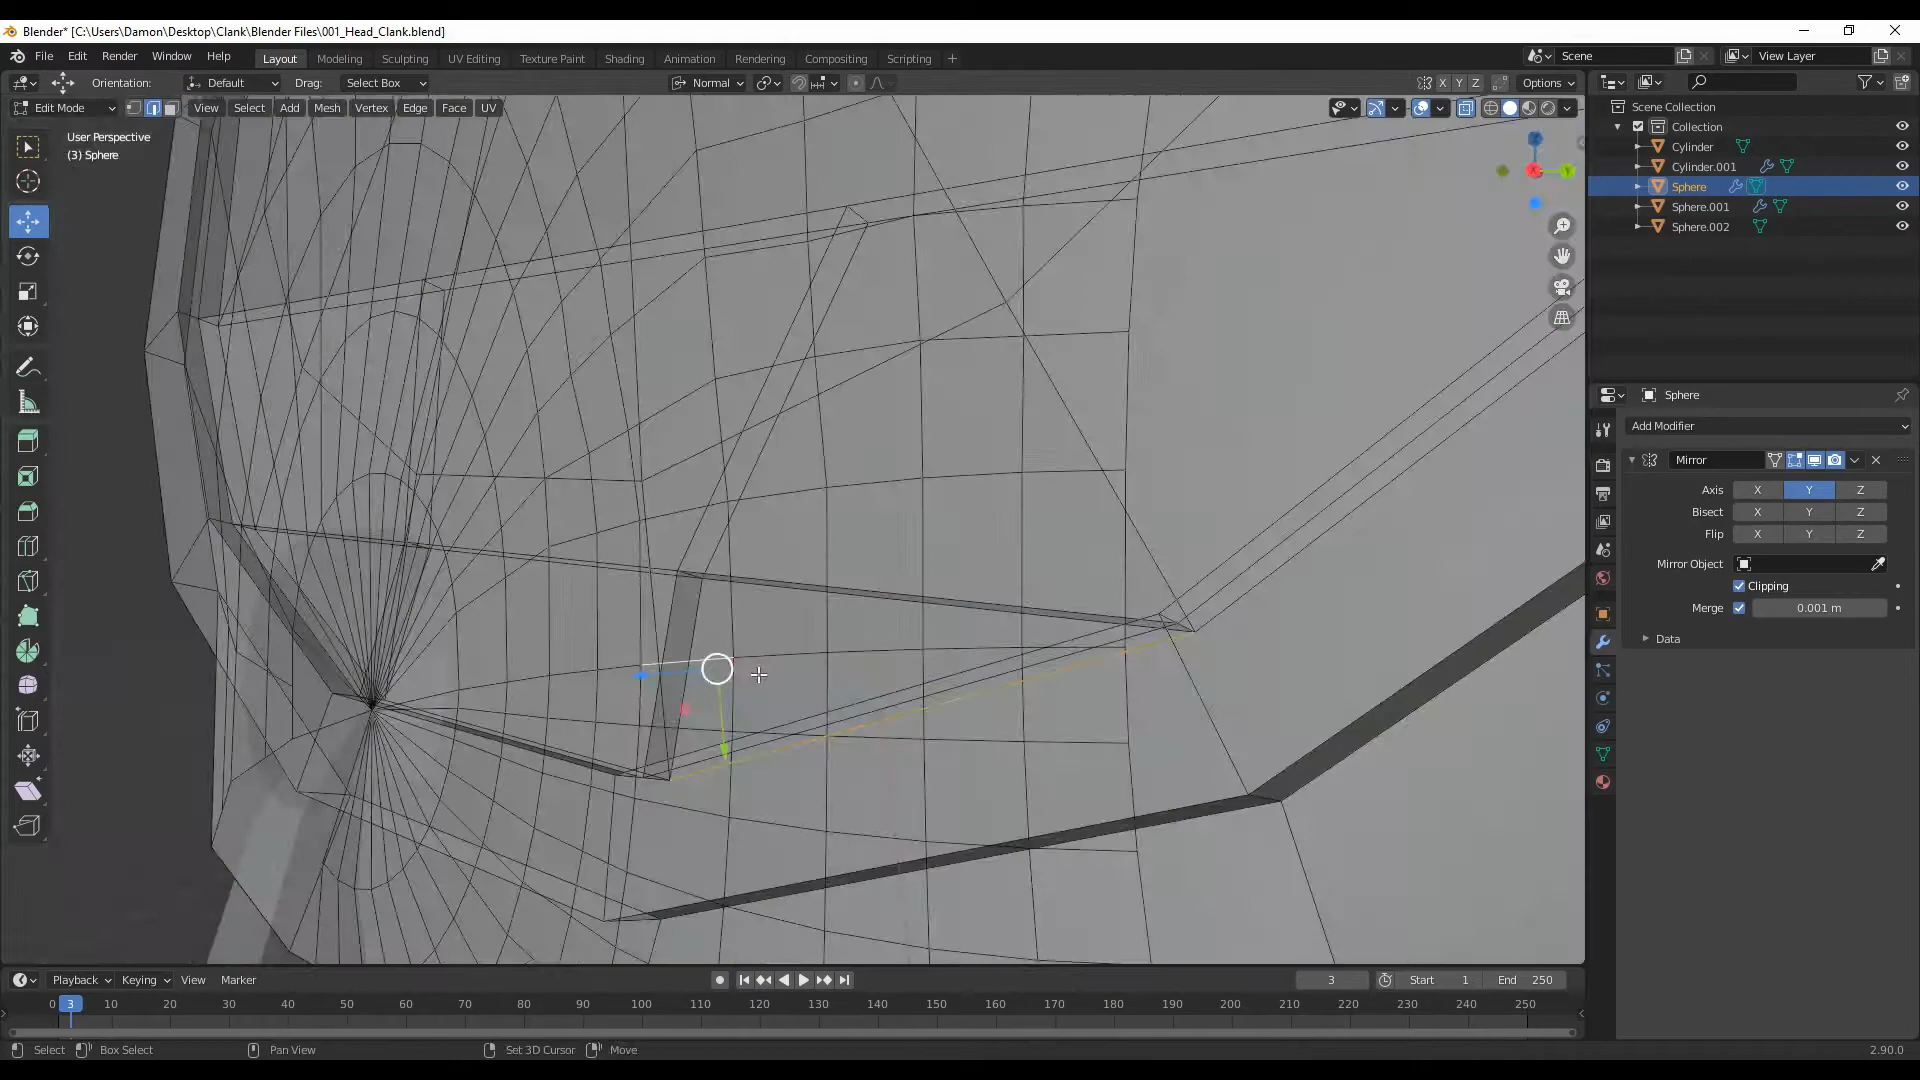 Blender* [C:\Users\Damon\Desktop\Clank\Blender Files\001_Head_Clank.blend]
File Edit Render Window Help Layout Modeling Sculpting UV Editing Texture Paint Shading Animation Rendering Compositing Scripting + Scene View Layer
Orientation: Default Drag: Select Box Normal X Y Z Options
Edit Mode View Select Add Mesh Vertex Edge Face UV
User Perspective
(3) Sphere
Scene Collection
Collection
Cylinder
Cylinder.001
Sphere
Sphere.001
Sphere.002
Sphere
Add Modifier
Mirror
Axis X Y Z
Bisect X Y Z
Flip X Y Z
Mirror Object
Clipping
Merge 0.001 m
Data
Playback Keying View Marker 3 Start 1 End 250
0 3 10 20 30 40 50 60 70 80 90 100 110 120 130 140 150 160 170 180 190 200 210 220 230 240 250
Select Box Select Pan View Set 3D Cursor Move 2.90.0